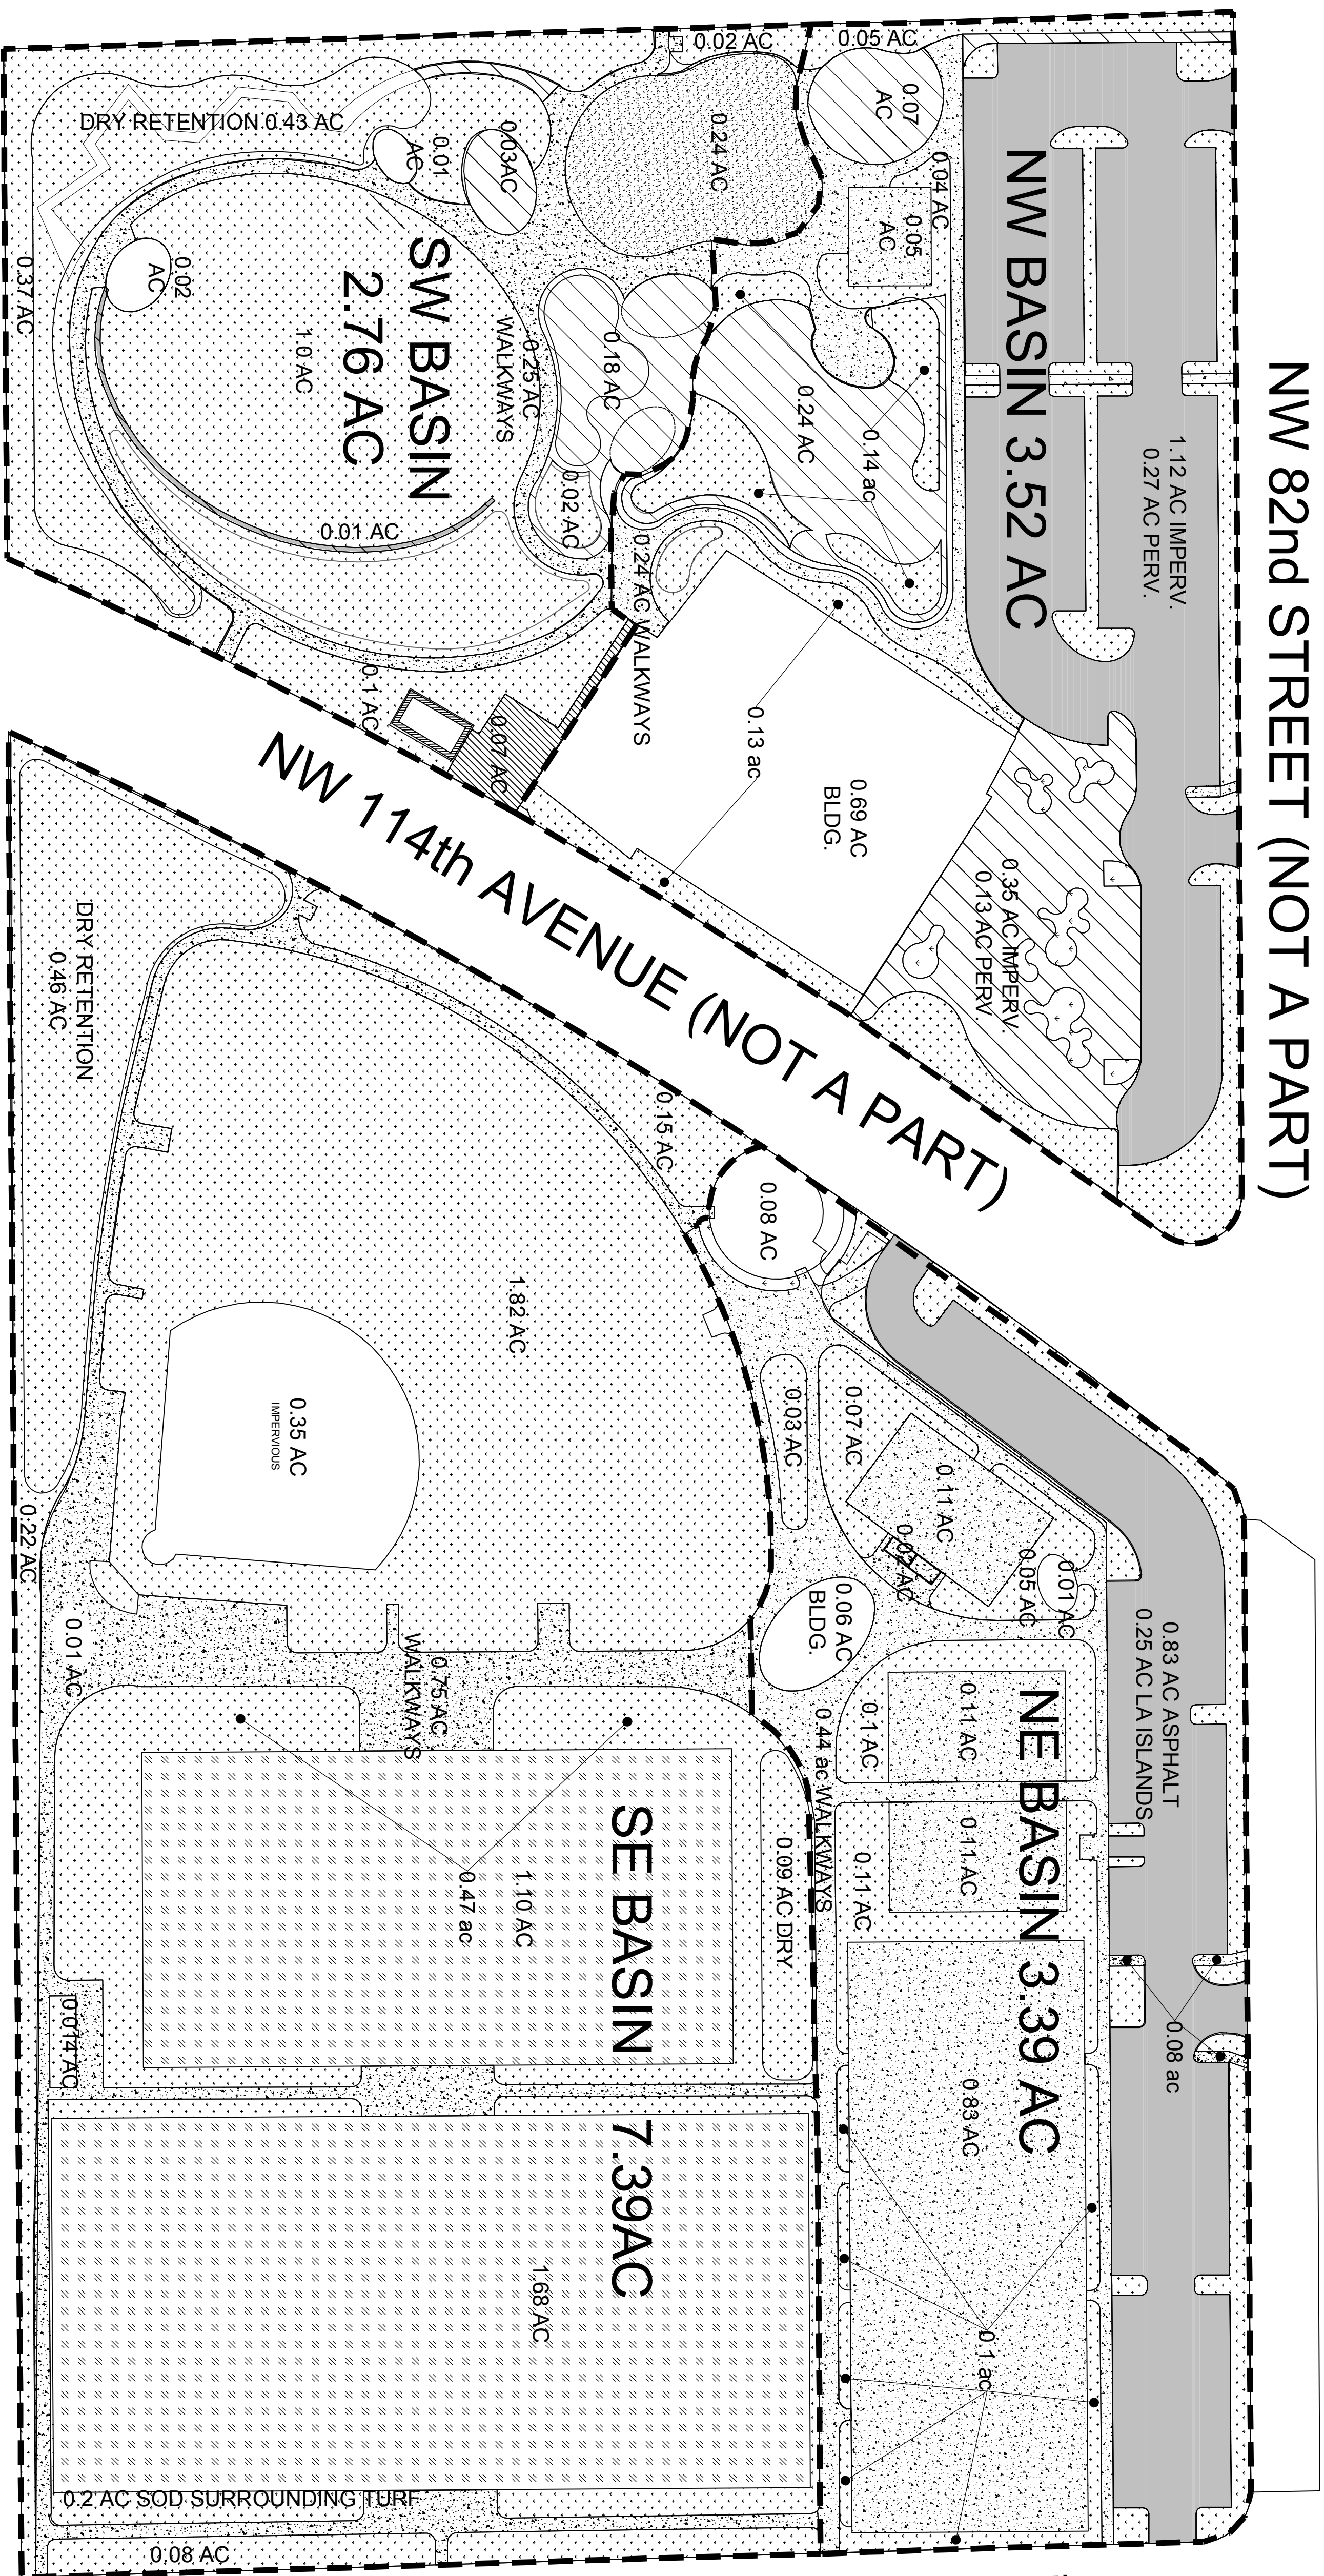 NW 82nd STREET (NOT A PART)
NW BASIN 3.52 AC
1.12 AC IMPERV.
0.27 AC PERV.
0.05 AC
0.07
AC
0.04 AC
0.05
AC
0.02 AC
0.24 AC
0.24 AC
0.14 ac
0.24 AC WALKWAYS
0.13 ac
0.69 AC
BLDG.
0.35 AC IMPERV
0.13 AC PERV
DRY RETENTION 0.43 AC
0.01
AC
0.03AC
SW BASIN
2.76 AC
0.25 AC
WALKWAYS
0.18 AC
0.02 AC
0.02
AC
1.0 AC
0.01 AC
0.37 AC
0.1 AC
0.07 AC
NW 114th AVENUE (NOT A PART)
DRY RETENTION
0.46 AC
0.15 AC
0.08 AC
1.82 AC
0.35 AC
IMPERVIOUS
0.22 AC
0.01 AC
0.03 AC
0.07 AC
0.11 AC
0.02 AC
0.05 AC
0.01 AC
0.06 AC
BLDG.
0.83 AC ASPHALT
0.25 AC LA ISLANDS
NE BASIN 3.39 AC
0.11 AC
0.1 AC
0.44 ac WALKWAYS
0.11 AC
0.11 AC
0.08 ac
0.83 AC
0.1 ac
0.75 AC
WALKWAYS
SE BASIN 7.39AC
0.09 AC DRY
1.10 AC
0.47 ac
0.014 AC
1.68 AC
0.2 AC SOD SURROUNDING TURF
0.08 AC